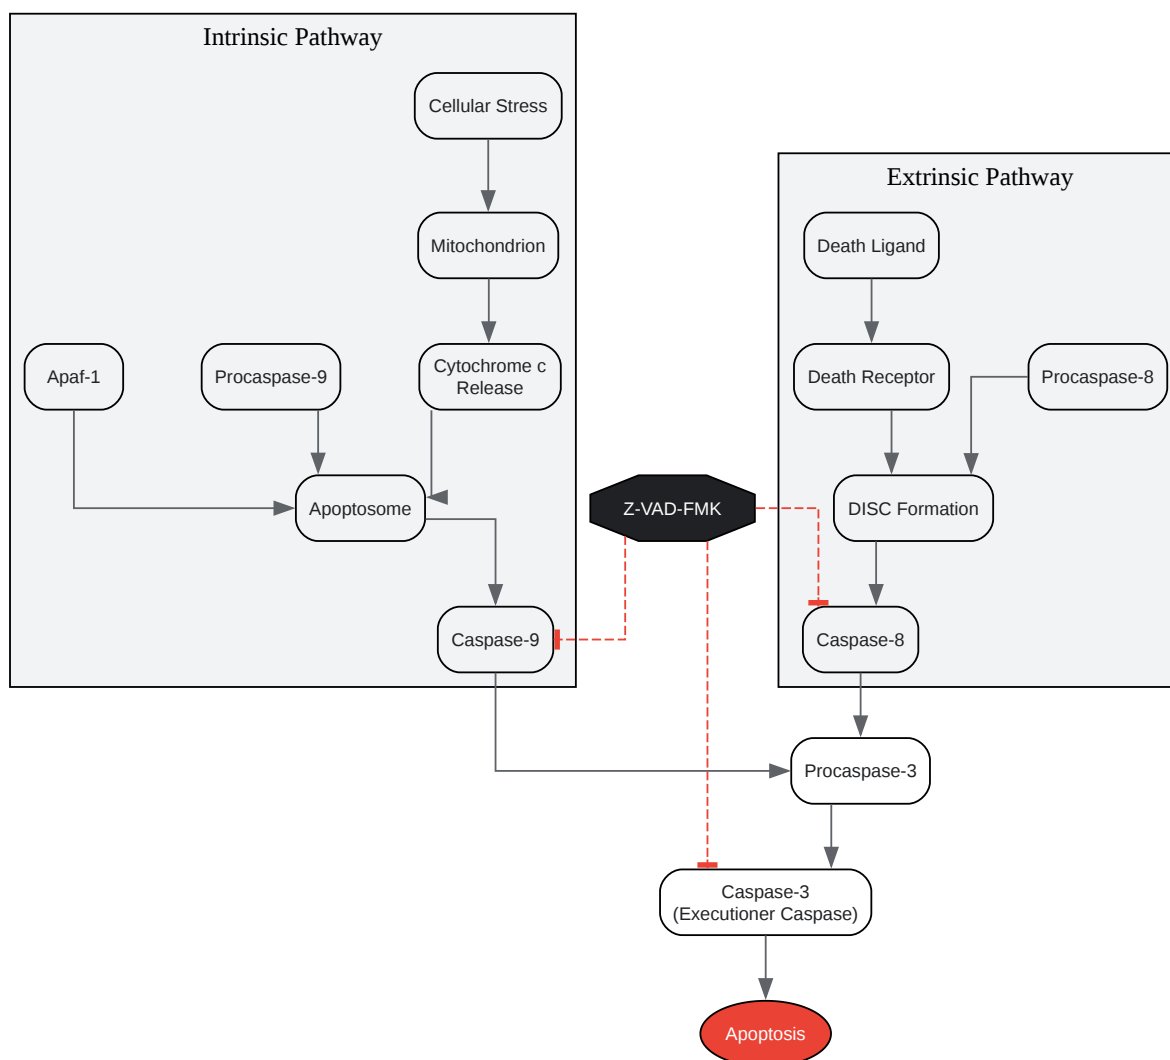 Intrinsic Pathway
Cellular Stress
Extrinsic Pathway
Mitochondrion
Death Ligand
Apaf-1
Procaspase-9
Cytochrome c
Release
Death Receptor
Procaspase-8
Apoptosome
Z-VAD-FMK
DISC Formation
Caspase-9
Caspase-8
Procaspase-3
Caspase-3
(Executioner Caspase)
Apoptosis